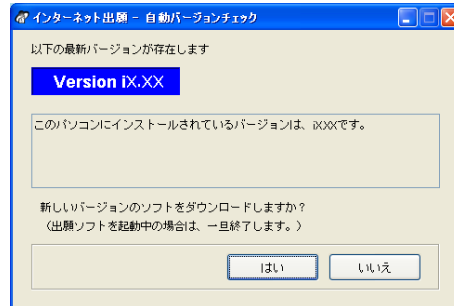 インターネット出願 - 自動バージョンチェック
以下の最新バージョンが存在します
Version iX.XX
このパソコンにインストールされているバージョンは、iXXXです。
新しいバージョンのソフトをダウンロードしますか？
（出願ソフトを起動中の場合は、一旦終了します。）
はい
いいえ